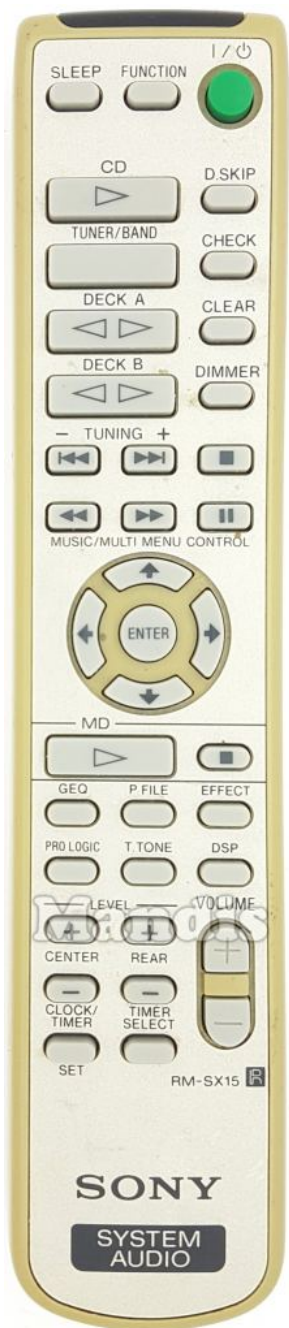 I / ⏻
SLEEP FUNCTION
CD D.SKIP
TUNER/BAND CHECK
DECK A CLEAR
DECK B DIMMER
− TUNING +
MUSIC/MULTI MENU CONTROL
ENTER
MD
GEQ P FILE EFFECT
PRO LOGIC T.TONE DSP
LEVEL VOLUME
Mandis
+ + +
CENTER REAR
− − −
CLOCK/ TIMER
TIMER SELECT
SET
RM-SX15 R
SONY
SYSTEM
AUDIO